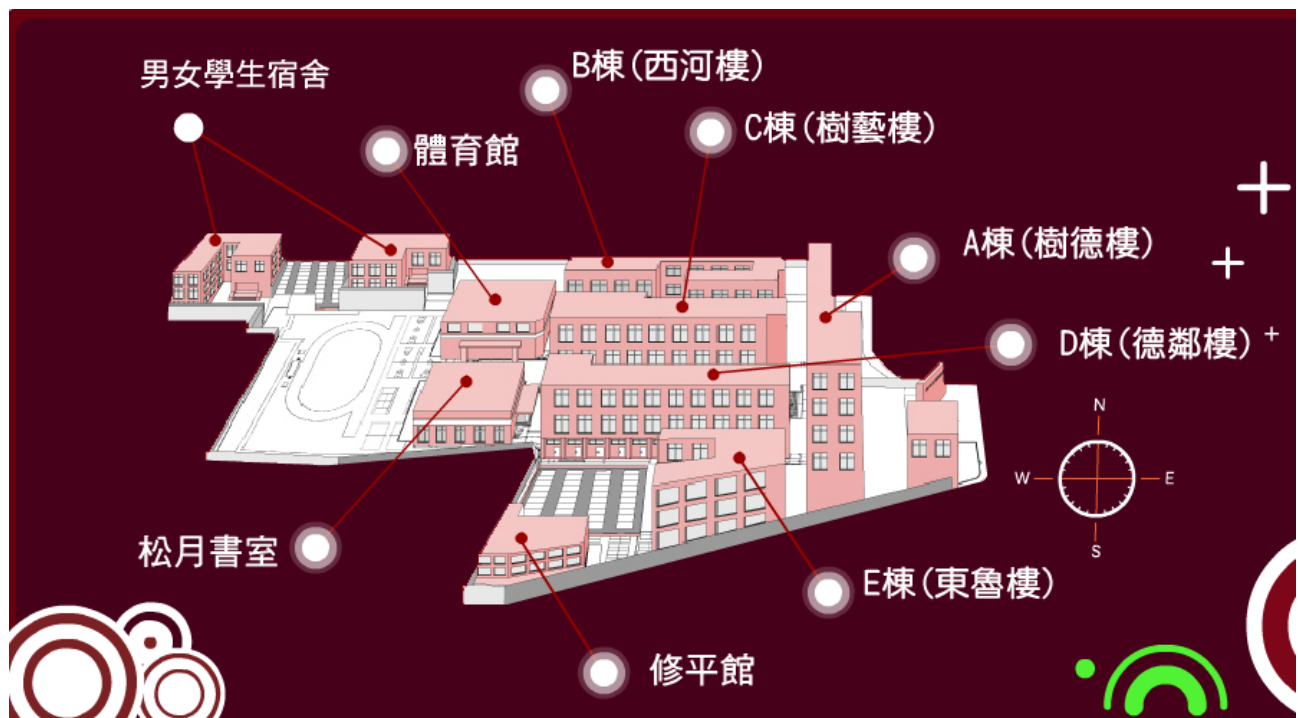 B棟(西河樓)
男女學生宿舍
C棟(樹藝樓)
體育館
A棟(樹德樓)
D棟(德鄰樓)
N
W
E
S
松月書室
E棟(東魯樓)
修平館